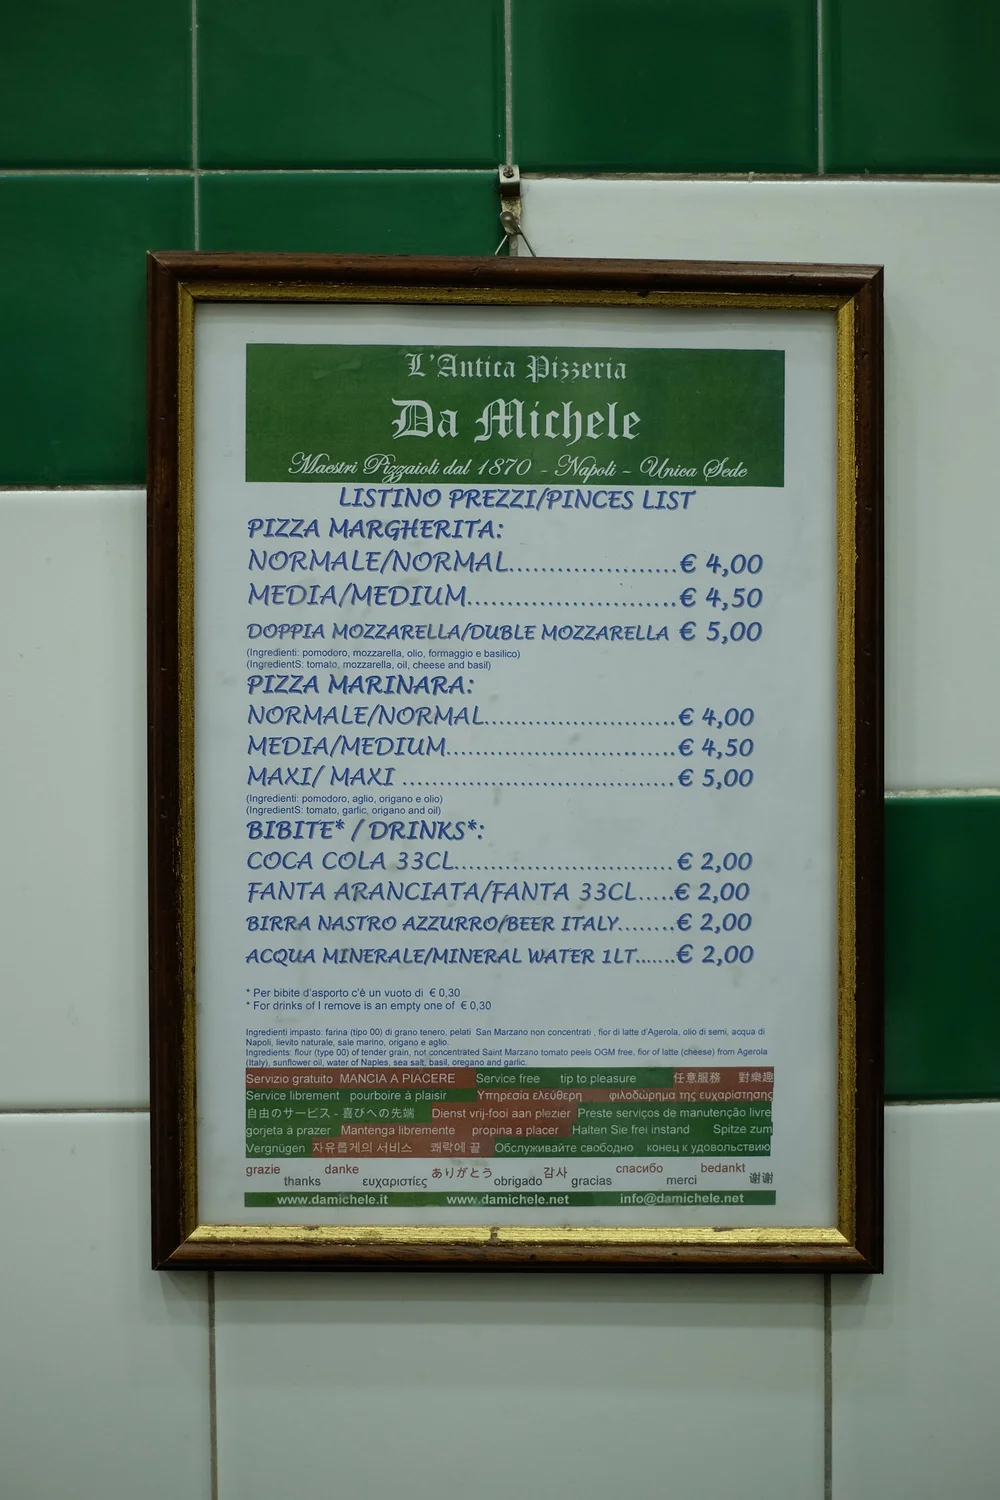 L'Antica Pizzeria
Da Michele
Maestri Pizzaioli dal 1870 - Napoli - Unica Sede
LISTINO PREZZI/PINCES LIST
PIZZA MARGHERITA:
NORMALE/NORMAL......................€ 4,00
MEDIA/MEDIUM...........................€ 4,50
DOPPIA MOZZARELLA/DUBLE MOZZARELLA € 5,00
(Ingredienti: pomodoro, mozzarella, olio, formaggio e basilico)
(IngredientS: tomato, mozzarella, oil, cheese and basil)
PIZZA MARINARA:
NORMALE/NORMAL.........................€ 4,00
MEDIA/MEDIUM..............................€ 4,50
MAXI/ MAXI ...................................€ 5,00
(Ingredienti: pomodoro, aglio, origano e olio)
(IngredientS: tomato, garlic, origano and oil)
BIBITE* / DRINKS*:
COCA COLA 33CL............................€ 2,00
FANTA ARANCIATA/FANTA 33CL.....€ 2,00
BIRRA NASTRO AZZURRO/BEER ITALY........€ 2,00
ACQUA MINERALE/MINERAL WATER 1LT.......€ 2,00
* Per bibite d'asporto c'è un vuoto di € 0,30
* For drinks of I remove is an empty one of € 0,30
Ingredienti impasto: farina (tipo 00) di grano tenero, pelati San Marzano non concentrati , fior di latte d'Agerola, olio di semi, acqua di
Napoli, lievito naturale, sale marino, origano e aglio.
Ingredients: flour (type 00) of tender grain, not concentrated Saint Marzano tomato peels OGM free, fior of latte (cheese) from Agerola
(Italy), sunflower oil, water of Naples, sea salt, basil, oregano and garlic.
Servizio gratuito MANCIA A PIACERE Service free tip to pleasure 任意服務 對樂趣
Service librement pourboire à plaisir Υπηρεσία ελεύθερη φιλοδώρημα της ευχαρίστησης
自由のサービス - 喜びへの先端 Dienst vrij-fooi aan plezier Preste serviços de manutenção livre
gorjeta a prazer Mantenga libremente propina a placer Halten Sie frei instand Spitze zum
Vergnügen 자유롭게의 서비스 쾌락에 끝 Обслуживайте свободно конец к удовольствию
grazie danke ありがとう 감사 спасибо bedankt
thanks ευχαριστίες obrigado gracias merci 谢谢
www.damichele.it www.damichele.net info@damichele.net